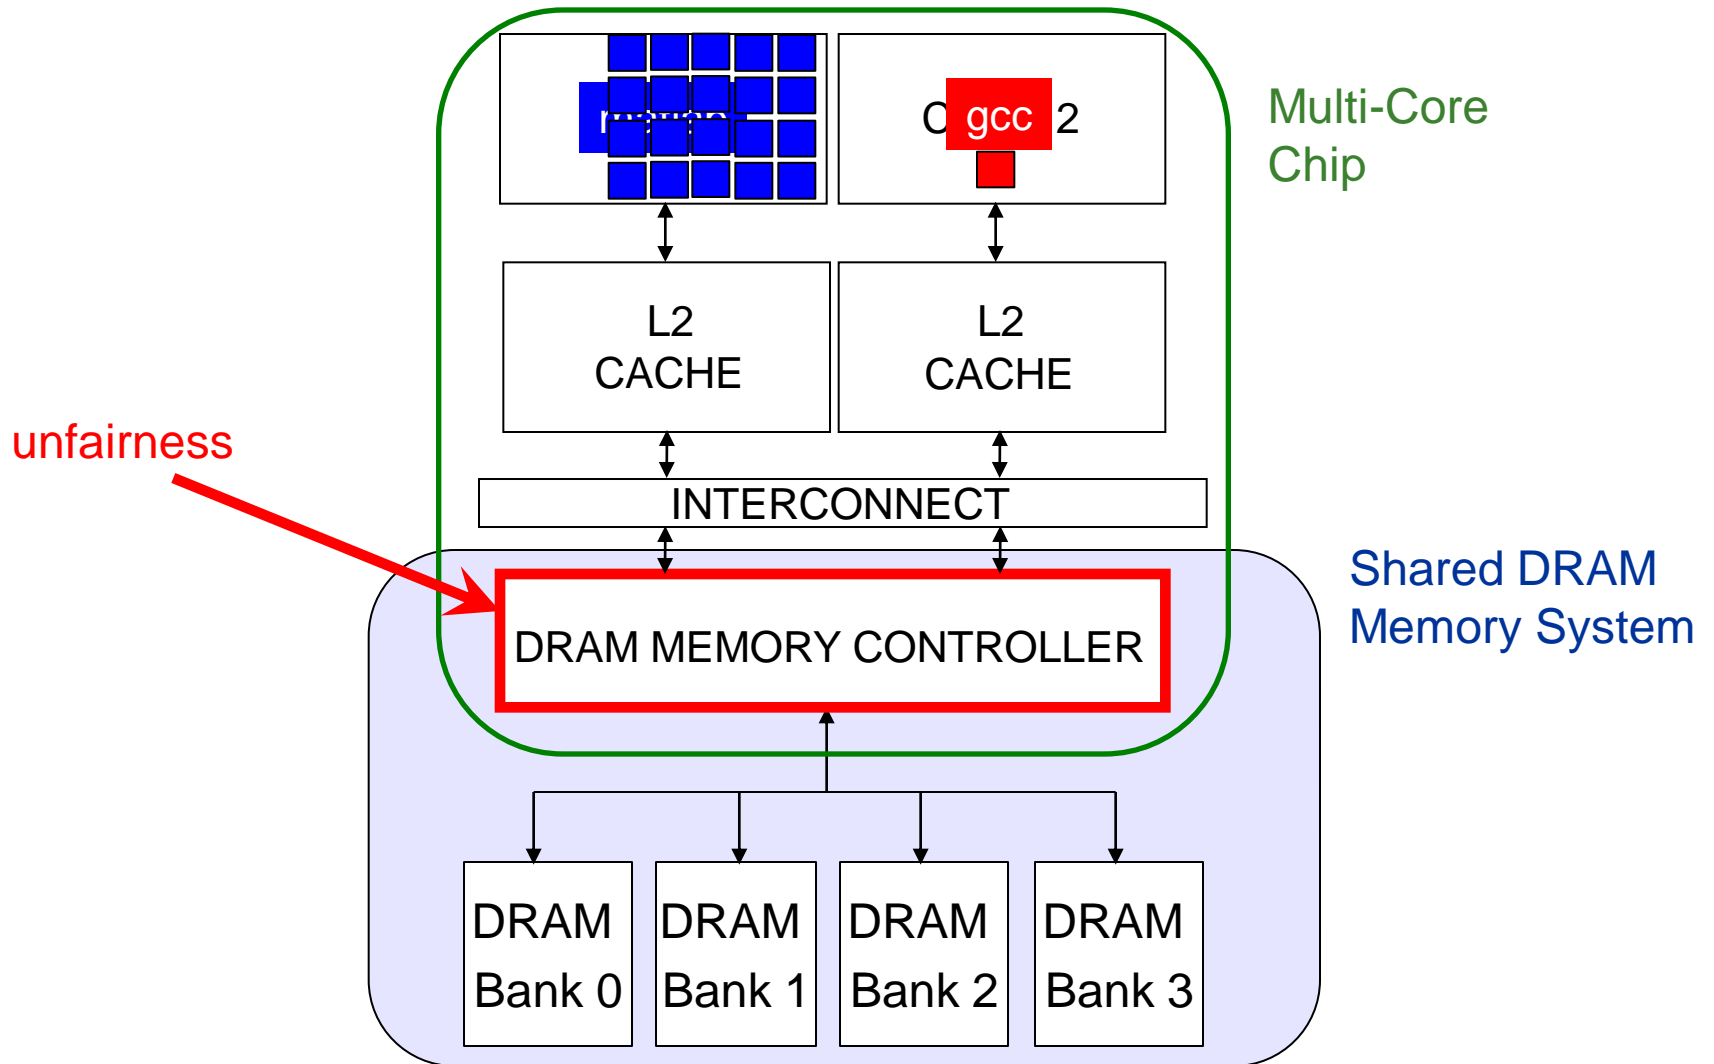 gcc
2
Multi-Core
Chip
L2
CACHE
L2
CACHE
unfairness
INTERCONNECT
Shared DRAM
Memory System
DRAM MEMORY CONTROLLER
DRAM
Bank 0
DRAM
Bank 1
DRAM
Bank 2
DRAM
Bank 3